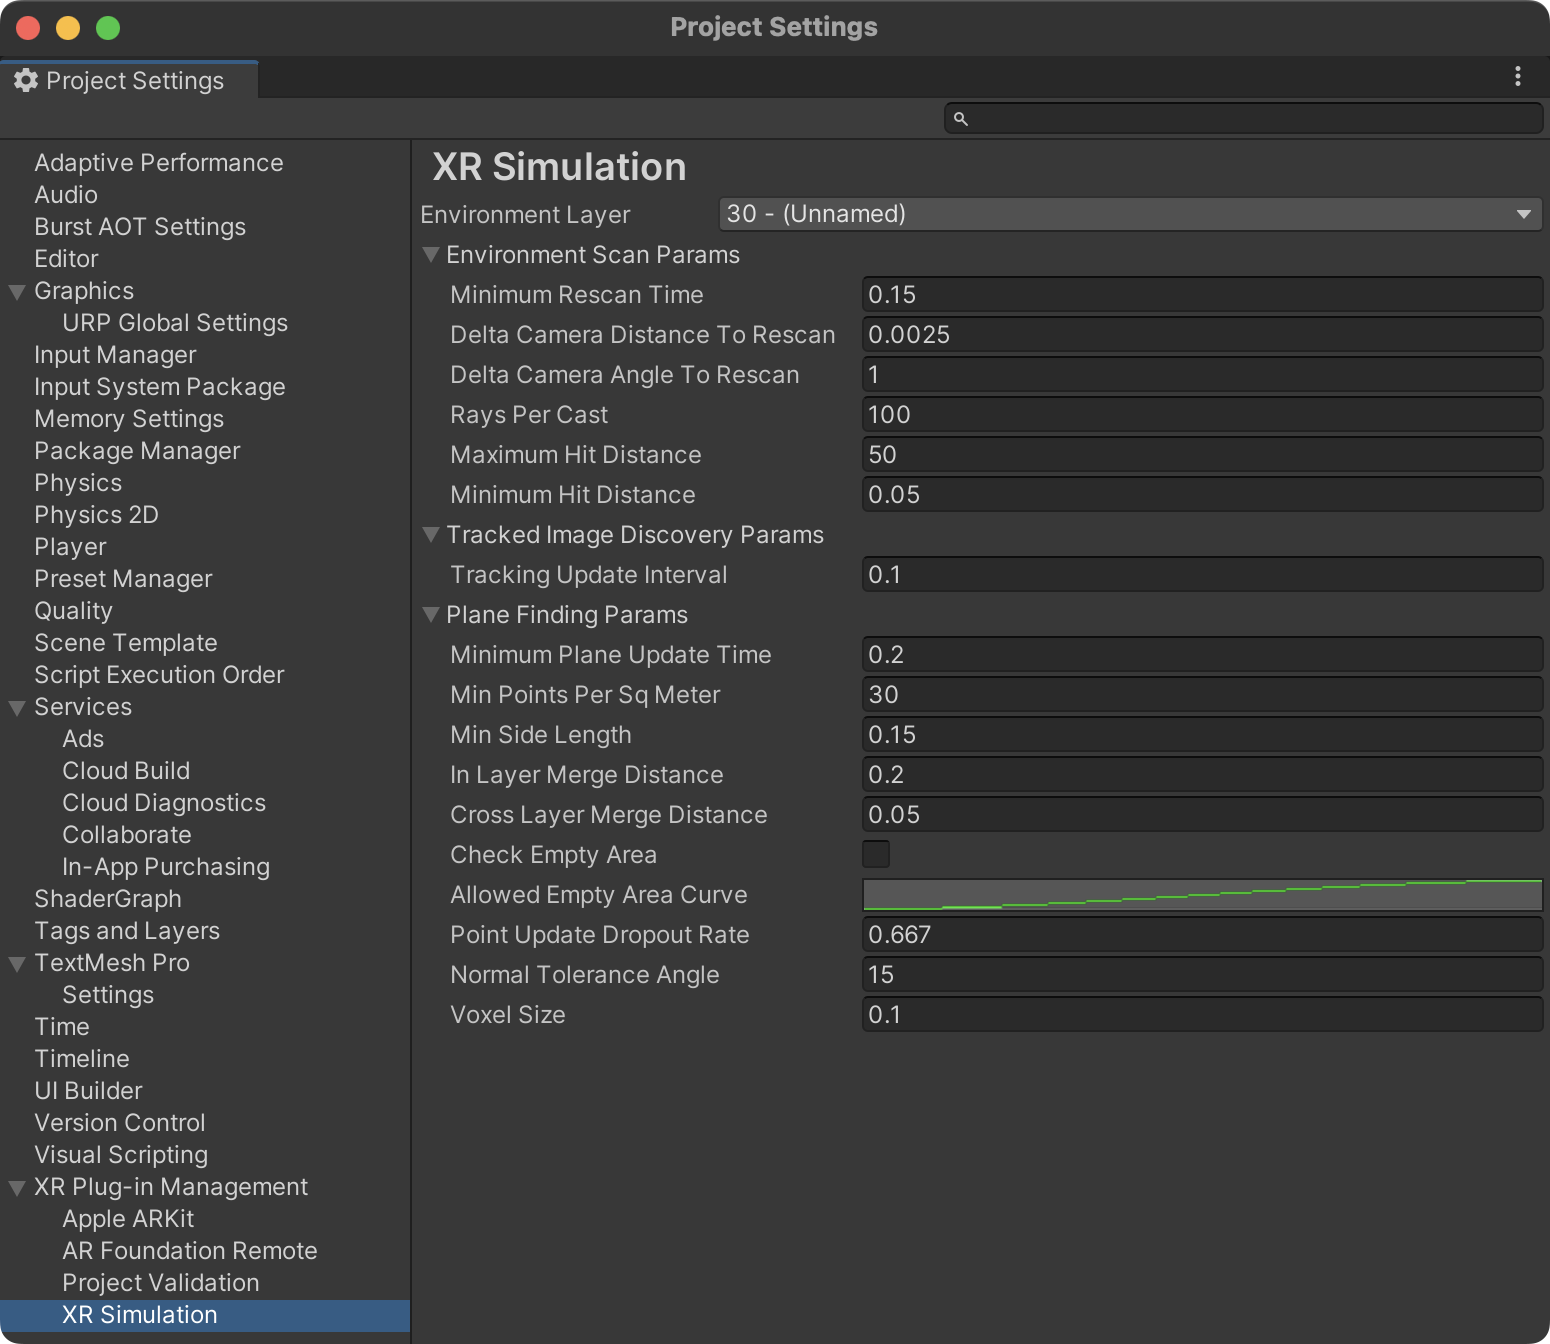 Project Settings
Project Settings
Adaptive Performance
Audio
Burst AOT Settings
Editor
Graphics
URP Global Settings
Input Manager
Input System Package
Memory Settings
Package Manager
Physics
Physics 2D
Player
Preset Manager
Quality
Scene Template
Script Execution Order
Services
Ads
Cloud Build
Cloud Diagnostics
Collaborate
In-App Purchasing
ShaderGraph
Tags and Layers
TextMesh Pro
Settings
Time
Timeline
UI Builder
Version Control
Visual Scripting
XR Plug-in Management
Apple ARKit
AR Foundation Remote
Project Validation
XR Simulation
XR Simulation
Environment Layer 30 - (Unnamed)
Environment Scan Params
Minimum Rescan Time 0.15
Delta Camera Distance To Rescan 0.0025
Delta Camera Angle To Rescan 1
Rays Per Cast 100
Maximum Hit Distance 50
Minimum Hit Distance 0.05
Tracked Image Discovery Params
Tracking Update Interval 0.1
Plane Finding Params
Minimum Plane Update Time 0.2
Min Points Per Sq Meter 30
Min Side Length 0.15
In Layer Merge Distance 0.2
Cross Layer Merge Distance 0.05
Check Empty Area
Allowed Empty Area Curve
Point Update Dropout Rate 0.667
Normal Tolerance Angle 15
Voxel Size 0.1